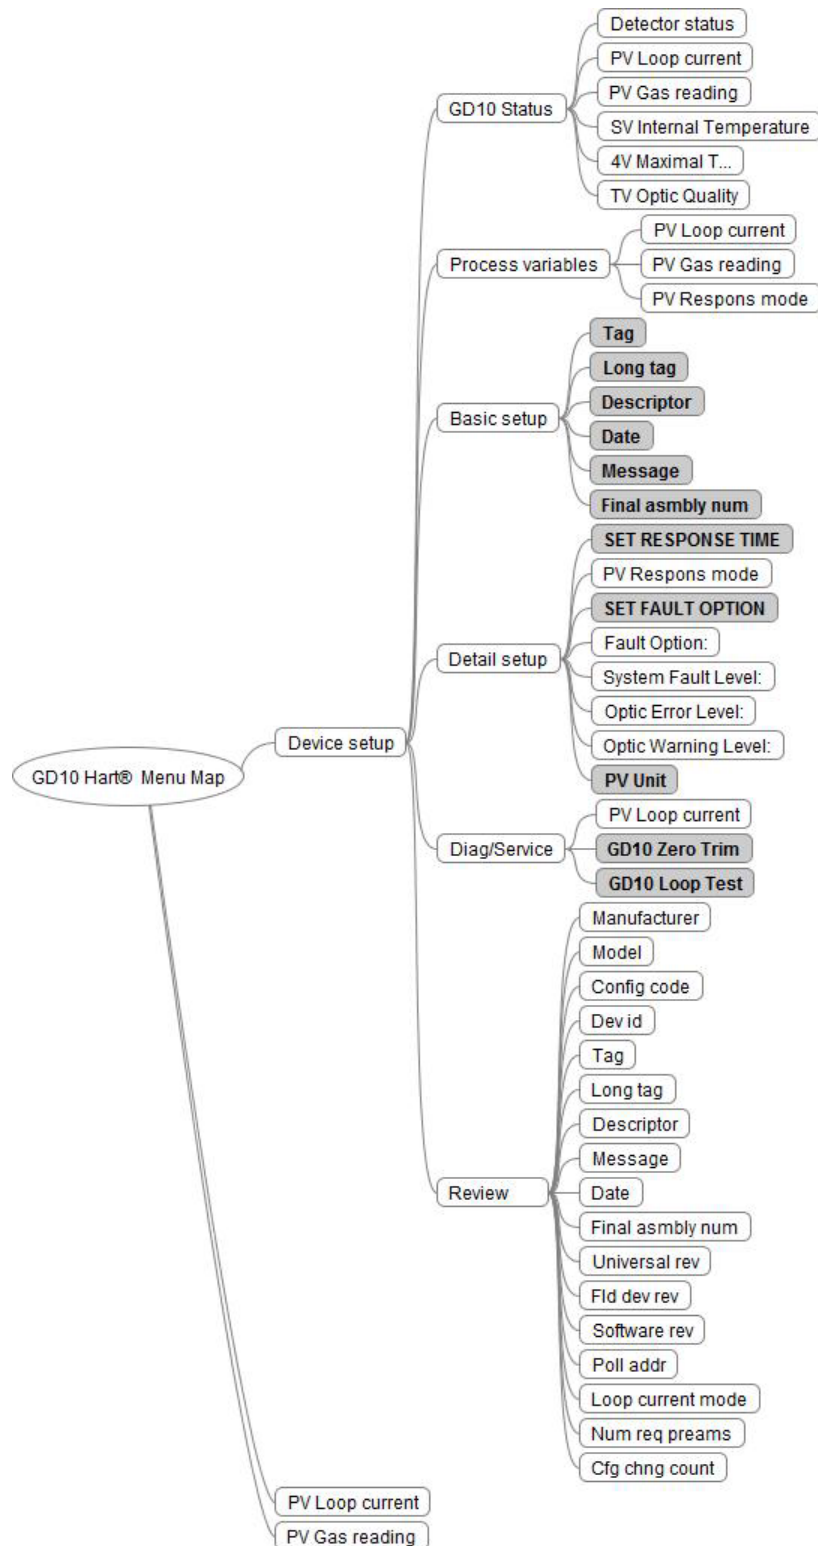 GD10 Hart® Menu Map
Device setup
GD10 Status
Detector status
PV Loop current
PV Gas reading
SV Internal Temperature
4V Maximal T...
TV Optic Quality
Process variables
PV Loop current
PV Gas reading
PV Respons mode
Basic setup
Tag
Long tag
Descriptor
Date
Message
Final asmbly num
Detail setup
SET RESPONSE TIME
PV Respons mode
SET FAULT OPTION
Fault Option:
System Fault Level:
Optic Error Level:
Optic Warning Level:
PV Unit
Diag/Service
PV Loop current
GD10 Zero Trim
GD10 Loop Test
Review
Manufacturer
Model
Config code
Dev id
Tag
Long tag
Descriptor
Message
Date
Final asmbly num
Universal rev
Fld dev rev
Software rev
Poll addr
Loop current mode
Num req preams
Cfg chng count
PV Loop current
PV Gas reading